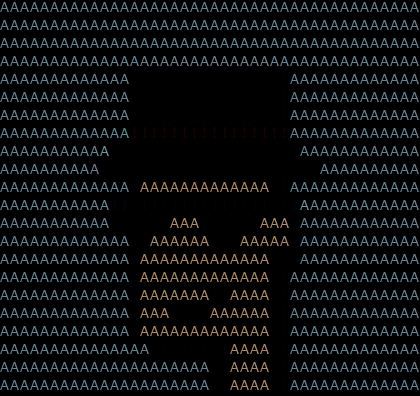 AAAAAAAAAAAAAAAAAAAAAAAAAAAAAAAAAAAAAAAAAA
AAAAAAAAAAAAAAAAAAAAAAAAAAAAAAAAAAAAAAAAAA
AAAAAAAAAAAAAAAAAAAAAAAAAAAAAAAAAAAAAAAAAA
AAAAAAAAAAAAAAAAAAAAAAAAAAAAAAAAAAAAAAAAAA
AAAAAAAAAAAAA                AAAAAAAAAAAAA
AAAAAAAAAAAAA                AAAAAAAAAAAAA
AAAAAAAAAAAAA                AAAAAAAAAAAAA
AAAAAAAAAAAAA                AAAAAAAAAAAAA
AAAAAAAAAAA                   AAAAAAAAAAAA
AAAAAAAAAA                      AAAAAAAAAA
AAAAAAAAAAAAA AAAAAAAAAAAAA  AAAAAAAAAAAAA
AAAAAAAAAAA                   AAAAAAAAAAAA
AAAAAAAAAAA      AAA      AAA AAAAAAAAAAAA
AAAAAAAAAAAAA  AAAAAA   AAAAA AAAAAAAAAAAA
AAAAAAAAAAAAA AAAAAAAAAAAAA   AAAAAAAAAAAA
AAAAAAAAAAAAA AAAAAAAAAAAAA  AAAAAAAAAAAAA
AAAAAAAAAAAAA AAAAAAA  AAAA  AAAAAAAAAAAAA
AAAAAAAAAAAAA AAA    AAAAAA  AAAAAAAAAAAAA
AAAAAAAAAAAAA AAAAAAAAAAAAA  AAAAAAAAAAAAA
AAAAAAAAAAAAAAA        AAAA  AAAAAAAAAAAAA
AAAAAAAAAAAAAAAAAAAAA  AAAA  AAAAAAAAAAAAA
AAAAAAAAAAAAAAAAAAAAA  AAAA  AAAAAAAAAAAAA